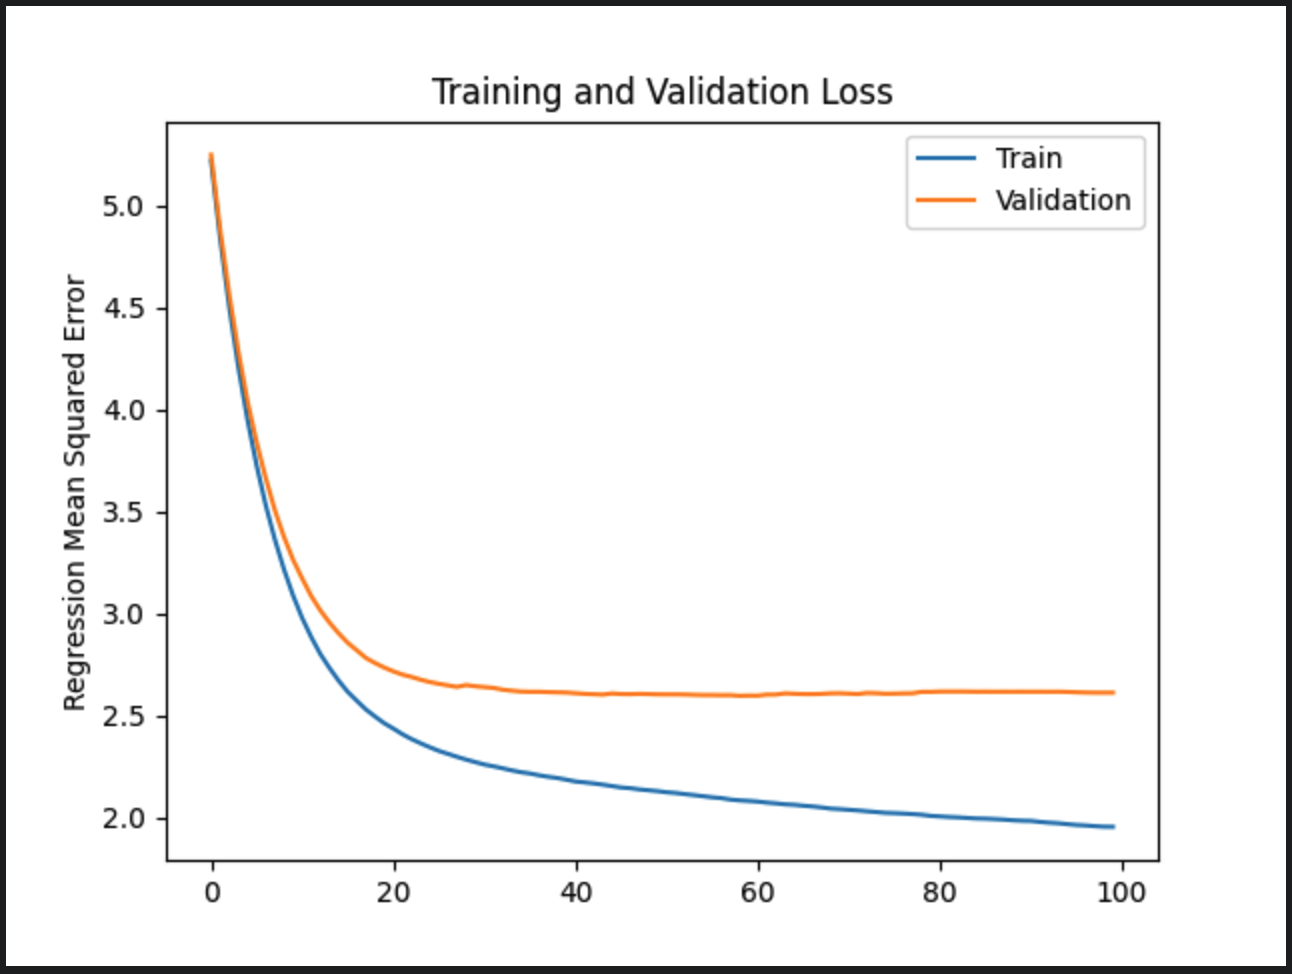 Training and Validation Loss
Train
Validation
Regression Mean Squared Error
5.0
4.5
4.0
3.5
3.0
2.5
2.0
0 20 40 60 80 100